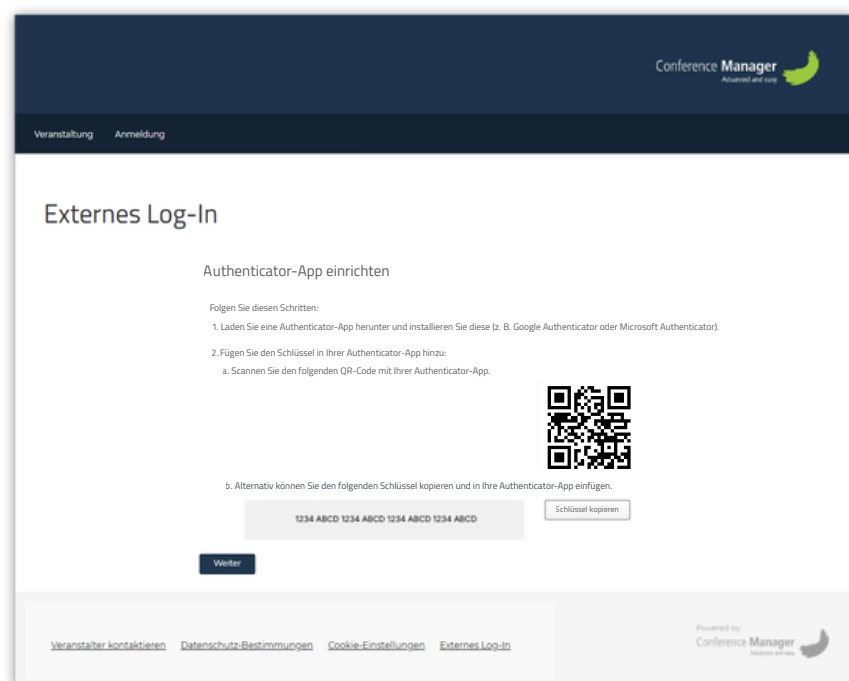 Conference Manager
Advanced and easy
Veranstaltung Anmeldung
Externes Log-In
Authenticator-App einrichten
Folgen Sie diesen Schritten:
1. Laden Sie eine Authenticator-App herunter und installieren Sie diese (z. B. Google Authenticator oder Microsoft Authenticator).
2. Fügen Sie den Schlüssel in Ihrer Authenticator-App hinzu:
a. Scannen Sie den folgenden QR-Code mit Ihrer Authenticator-App.
b. Alternativ können Sie den folgenden Schlüssel kopieren und in Ihre Authenticator-App einfügen.
1234 ABCD 1234 ABCD 1234 ABCD 1234 ABCD
Schlüssel kopieren
Weiter
Powered by
Conference Manager
Advanced and easy
Veranstalter kontaktieren Datenschutz-Bestimmungen Cookie-Einstellungen Externes Log-In